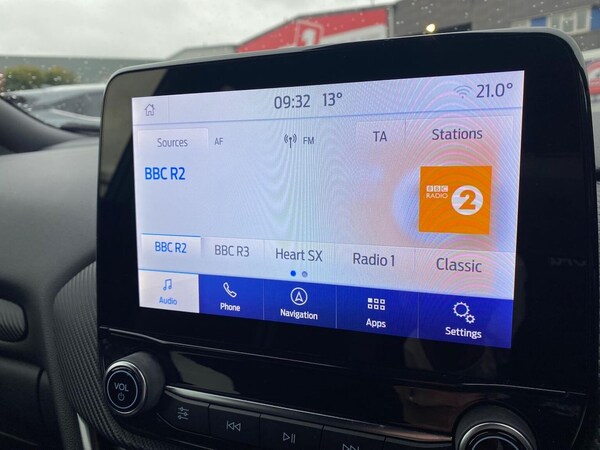 09:32 13° 21.0°
Sources AF FM TA Stations
BBC R2
BBC
RADIO 2
BBC R2 BBC R3 Heart SX Radio 1 Classic
Audio Phone Navigation Apps Settings
VOL